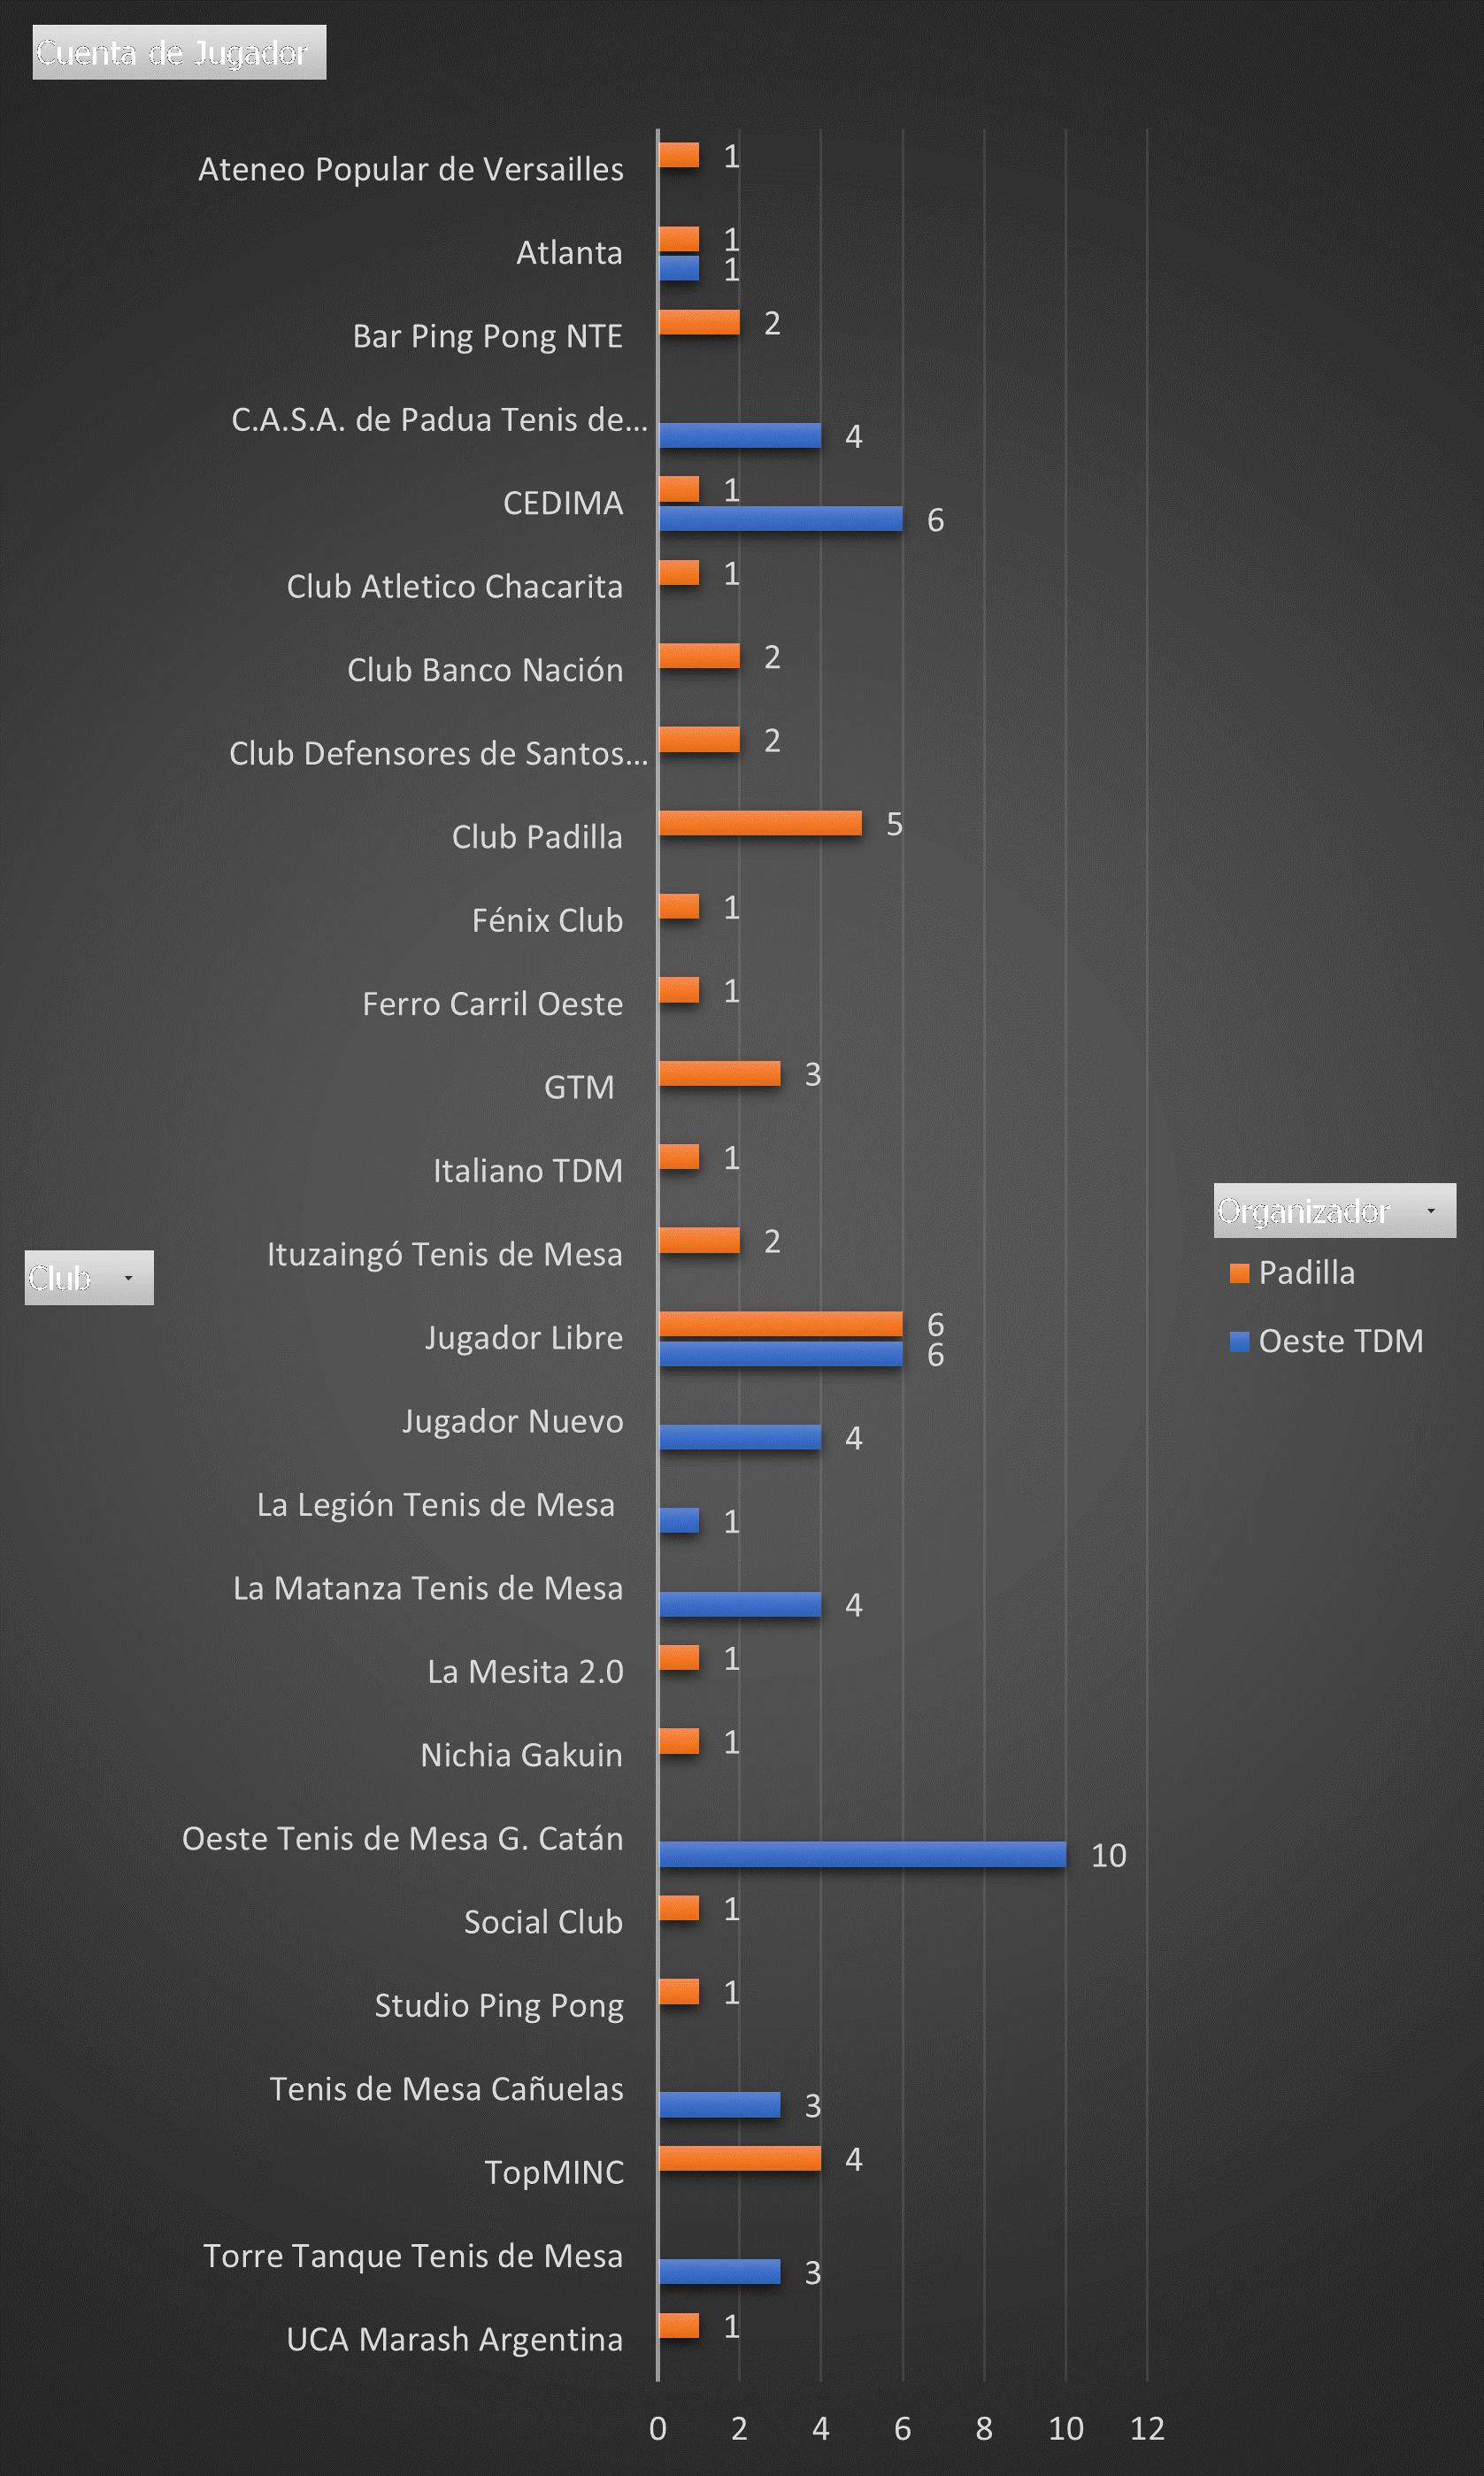 Cuenta de Jugador
Ateneo Popular de Versailles
1
Atlanta
1
1
Bar Ping Pong NTE
2
C.A.S.A. de Padua Tenis de...
4
CEDIMA
1
6
Club Atletico Chacarita
1
Club Banco Nación
2
Club Defensores de Santos...
2
Club Padilla
5
Fénix Club
1
Ferro Carril Oeste
1
GTM
3
Italiano TDM
1
Ituzaingó Tenis de Mesa
2
Jugador Libre
6
6
Jugador Nuevo
4
La Legión Tenis de Mesa
1
La Matanza Tenis de Mesa
4
La Mesita 2.0
1
Nichia Gakuin
1
Oeste Tenis de Mesa G. Catán
10
Social Club
1
Studio Ping Pong
1
Tenis de Mesa Cañuelas
3
TopMINC
4
Torre Tanque Tenis de Mesa
3
UCA Marash Argentina
1
0 2 4 6 8 10 12
Club
Organizador
Padilla
Oeste TDM